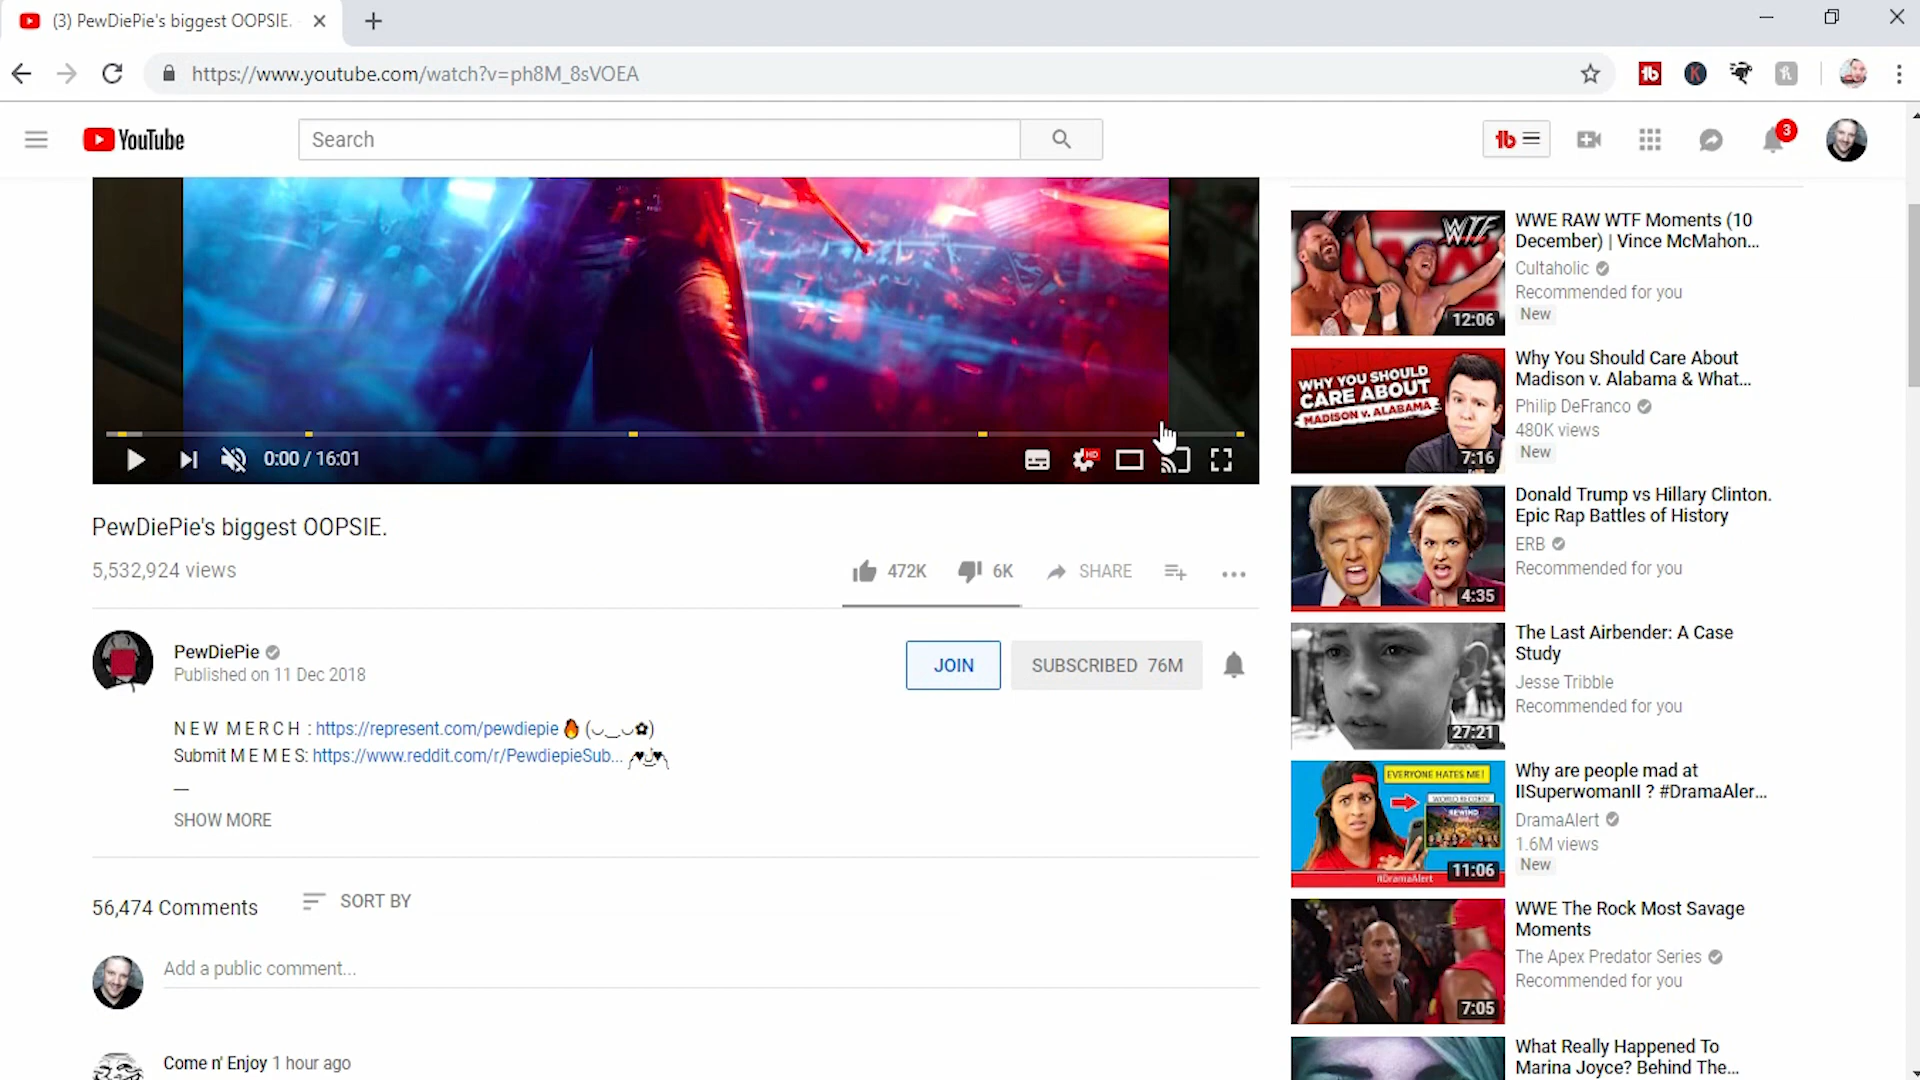 (3) PewDiePie's biggest OOPSIE.
https://www.youtube.com/watch?v=ph8M_8sVOEA
YouTube
Search
3
0:00 / 16:01
HD
PewDiePie's biggest OOPSIE.
5,532,924 views
472K
6K
SHARE
PewDiePie
Published on 11 Dec 2018
JOIN
SUBSCRIBED 76M
N E W M E R C H : https://represent.com/pewdiepie
Submit M E M E S: https://www.reddit.com/r/PewdiepieSub...
—
SHOW MORE
56,474 Comments
SORT BY
Add a public comment...
Come n' Enjoy 1 hour ago
WTF
12:06
WWE RAW WTF Moments (10
December) | Vince McMahon...
Cultaholic
Recommended for you
New
WHY YOU SHOULD
CARE ABOUT
MADISON V. ALABAMA
7:16
Why You Should Care About
Madison v. Alabama & What...
Philip DeFranco
480K views
New
4:35
Donald Trump vs Hillary Clinton.
Epic Rap Battles of History
ERB
Recommended for you
27:21
The Last Airbender: A Case
Study
Jesse Tribble
Recommended for you
EVERYONE HATES ME!
WORLD RECORD!
REWIND
#DramaAlert
11:06
Why are people mad at
IISuperwomanII ? #DramaAler...
DramaAlert
1.6M views
New
7:05
WWE The Rock Most Savage
Moments
The Apex Predator Series
Recommended for you
What Really Happened To
Marina Joyce? Behind The...